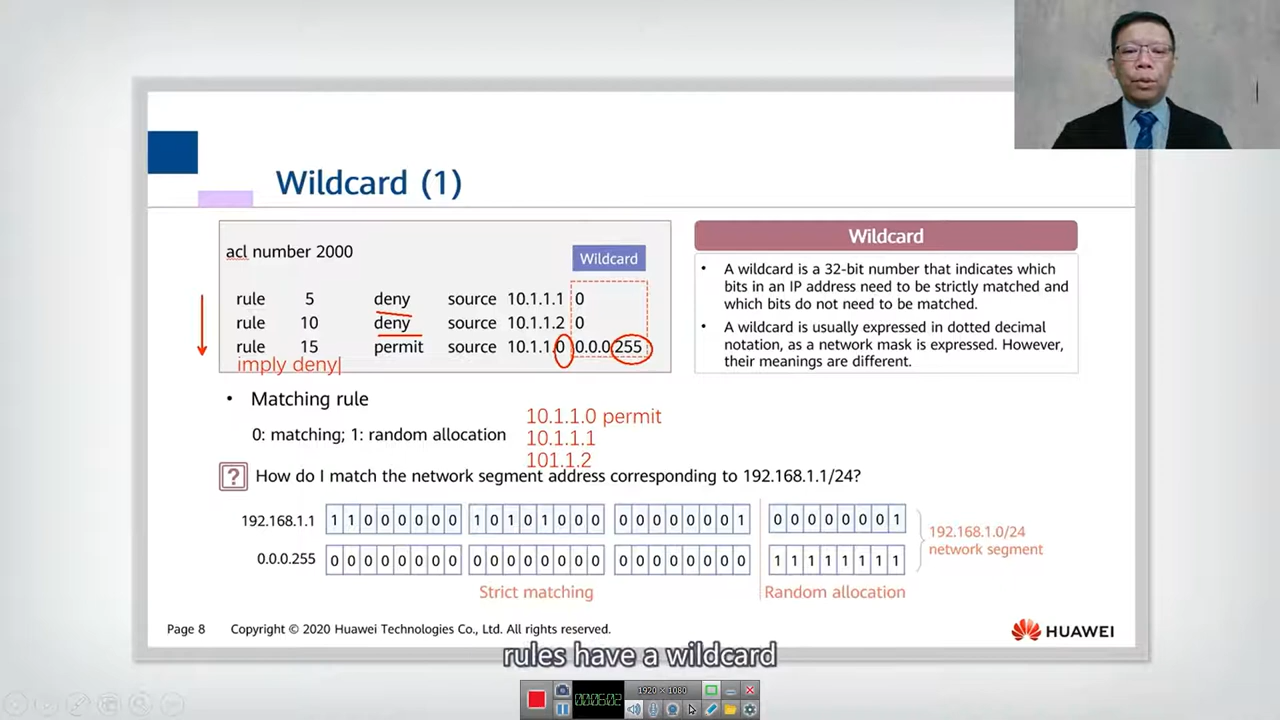 Wildcard (1)
acl number 2000
Wildcard
rule 5 deny source 10.1.1.1 0
rule 10 deny source 10.1.1.2 0
rule 15 permit source 10.1.1.0 0.0.0.255
imply deny
Wildcard
• A wildcard is a 32-bit number that indicates which
bits in an IP address need to be strictly matched and
which bits do not need to be matched.
• A wildcard is usually expressed in dotted decimal
notation, as a network mask is expressed. However,
their meanings are different.
• Matching rule
0: matching; 1: random allocation
10.1.1.0 permit
10.1.1.1
101.1.2
? How do I match the network segment address corresponding to 192.168.1.1/24?
192.168.1.1 1 1 0 0 0 0 0 0 1 0 1 0 1 0 0 0 0 0 0 0 0 0 0 1 0 0 0 0 0 0 0 1
0.0.0.255 0 0 0 0 0 0 0 0 0 0 0 0 0 0 0 0 0 0 0 0 0 0 0 0 1 1 1 1 1 1 1 1
192.168.1.0/24
network segment
Strict matching
Random allocation
Page 8 Copyright © 2020 Huawei Technologies Co., Ltd. All rights reserved.
HUAWEI
rules have a wildcard
00:06:02
1920 × 1080